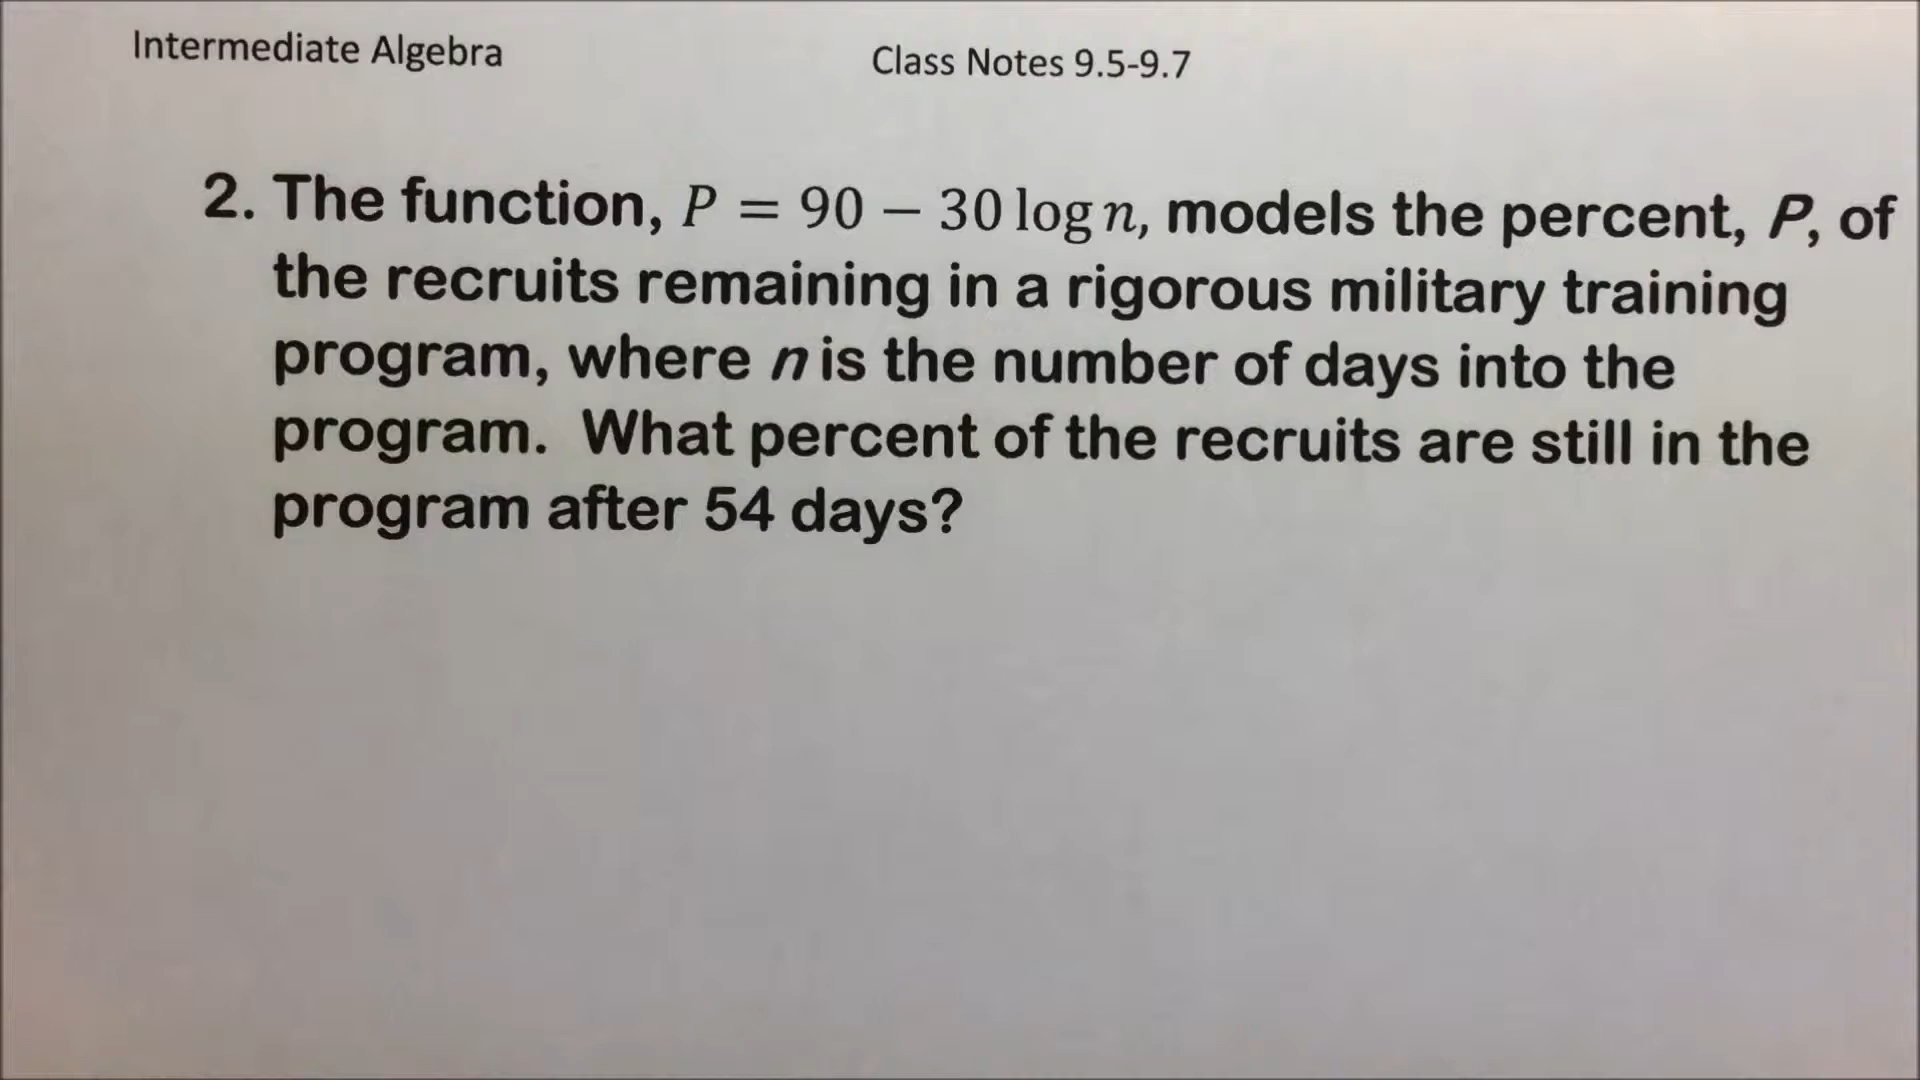 Intermediate Algebra
Class Notes 9.5-9.7
2. The function, P = 90 − 30 log n, models the percent, P, of
the recruits remaining in a rigorous military training
program, where n is the number of days into the
program. What percent of the recruits are still in the
program after 54 days?